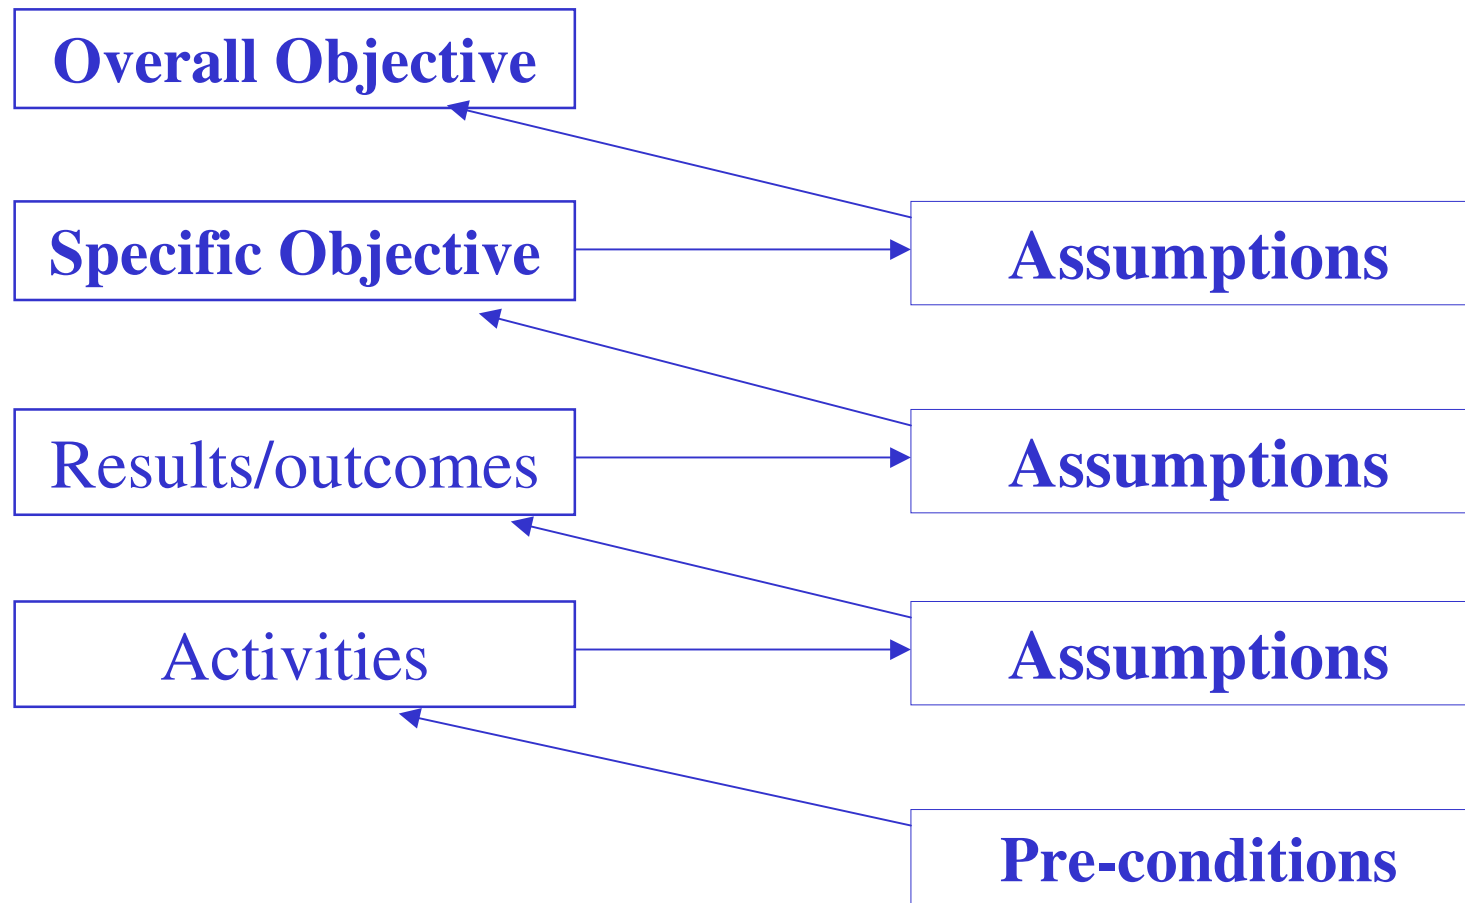 Overall Objective
Specific Objective
Assumptions
Results/outcomes
Assumptions
Activities
Assumptions
Pre-conditions